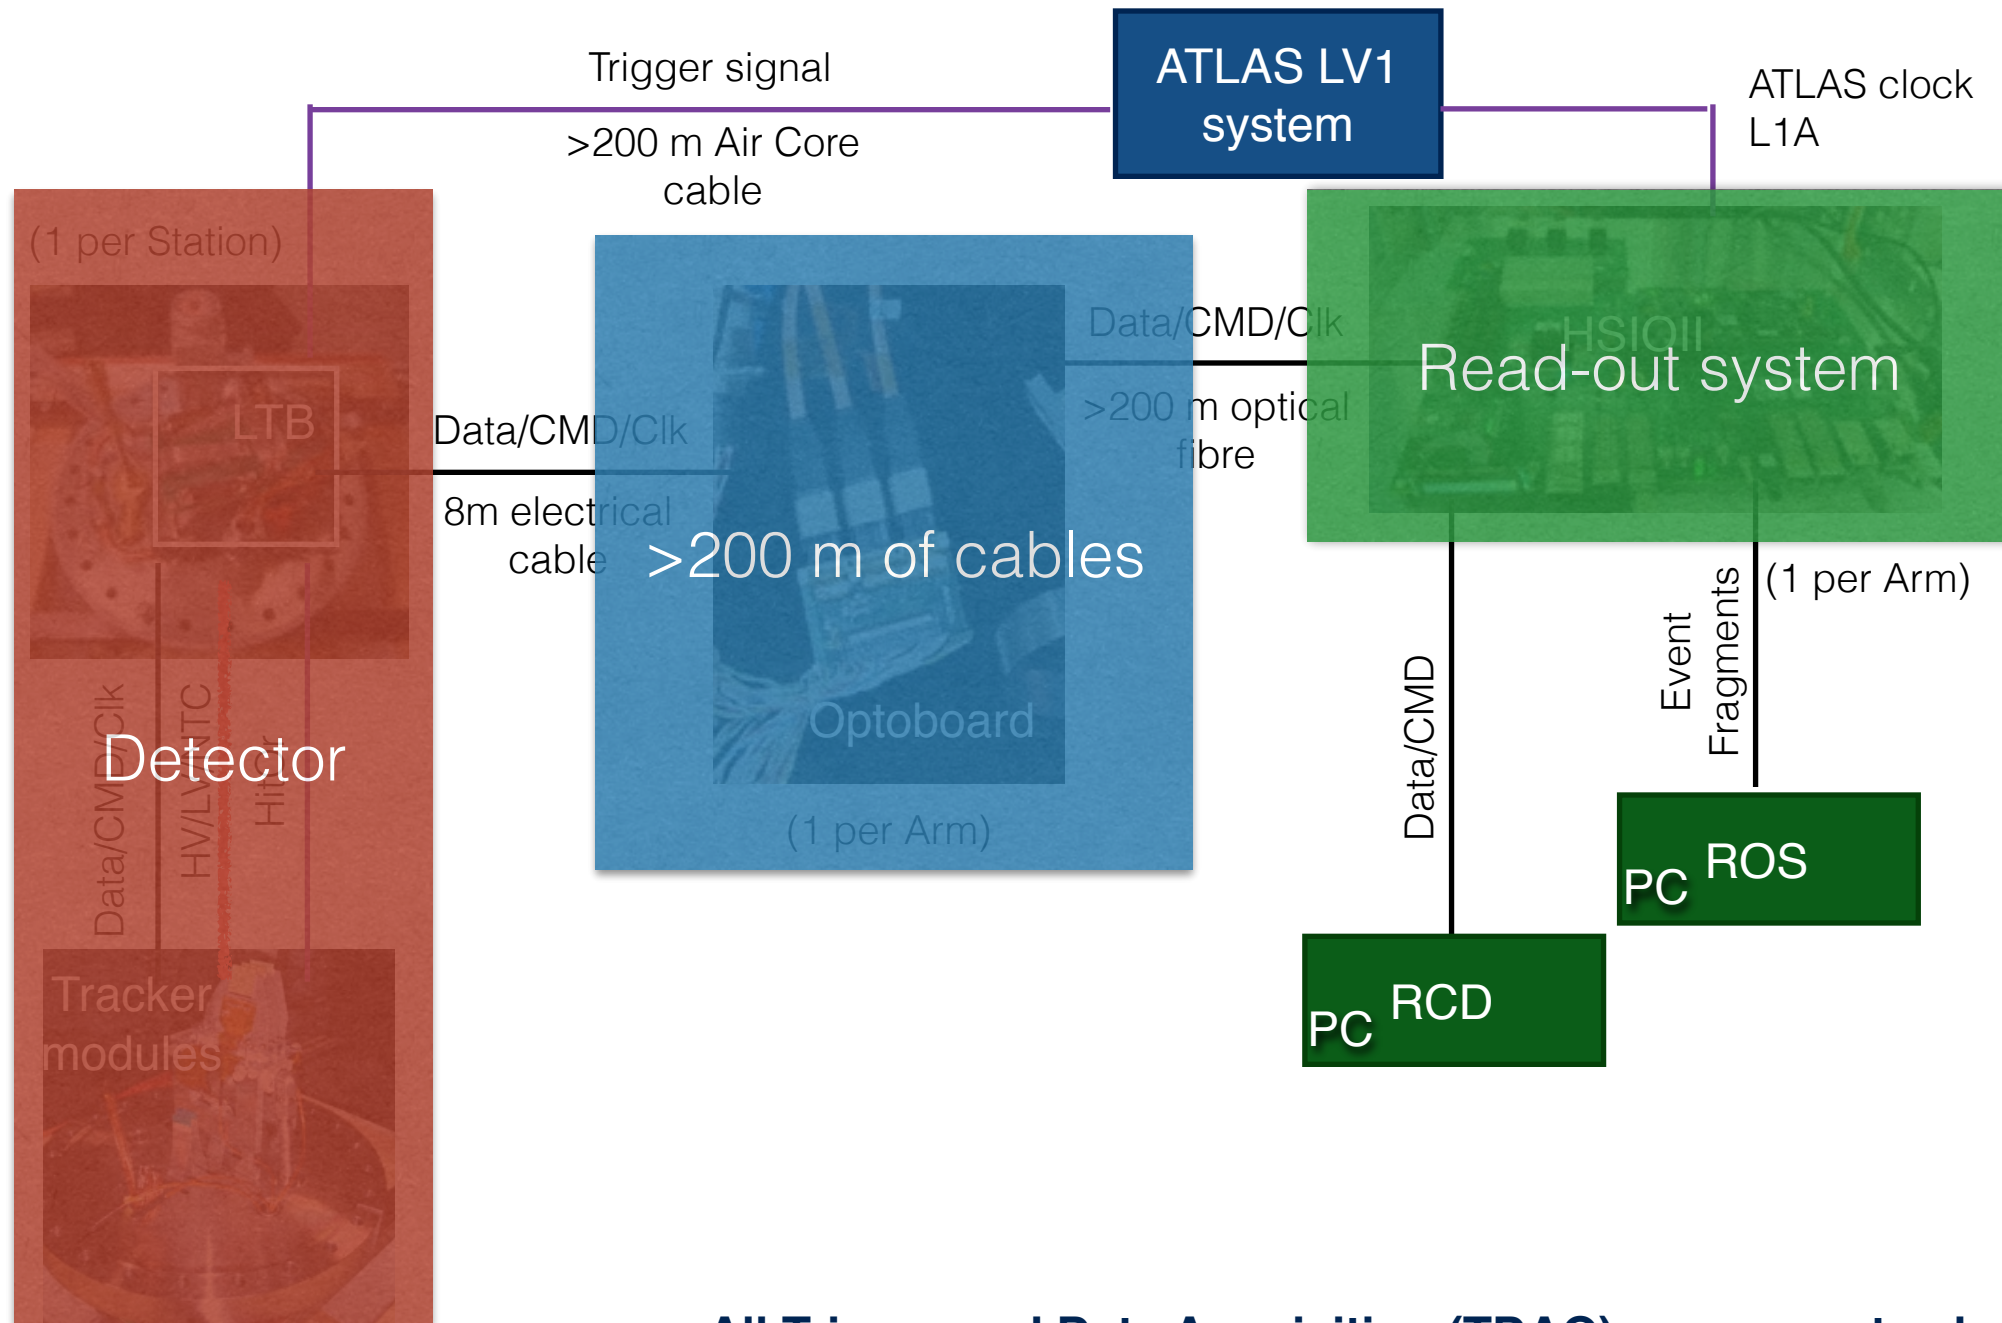 Trigger signal
>200 m Air Core
cable
ATLAS LV1
system
ATLAS clock
L1A
(1 per Station)
LTB
Data/CMD/Clk
8m electrical
cable
>200 m of cables
Optoboard
(1 per Arm)
Data/CMD/Clk
>200 m optical
fibre
HSIOII
Read-out system
(1 per Arm)
Data/CMD/Clk
HV/LV/NTC
HitOr
Detector
Tracker
modules
Data/CMD
Event
Fragments
PC ROS
PC RCD